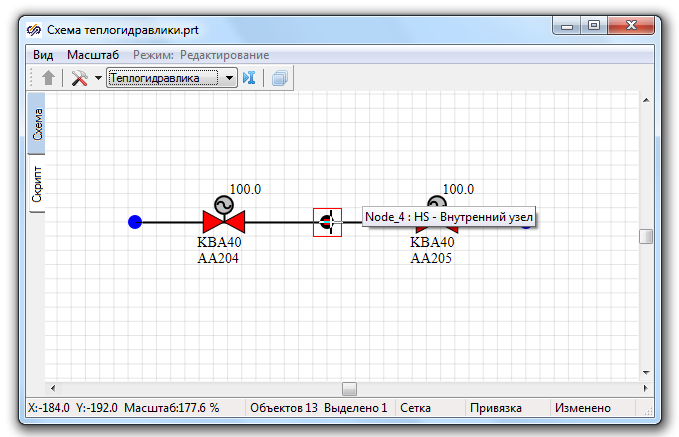 Схема теплогидравлики.prt
Вид Масштаб Режим: Редактирование
Теплогидравлика
Схема
Скрипт
100.0 100.0
Node_4 : HS - Внутренний узел
KBA40 KBA40
AA204 AA205
X:-184.0 Y:-192.0 Масштаб:177.6 % Объектов 13 Выделено 1 Сетка Привязка Изменено